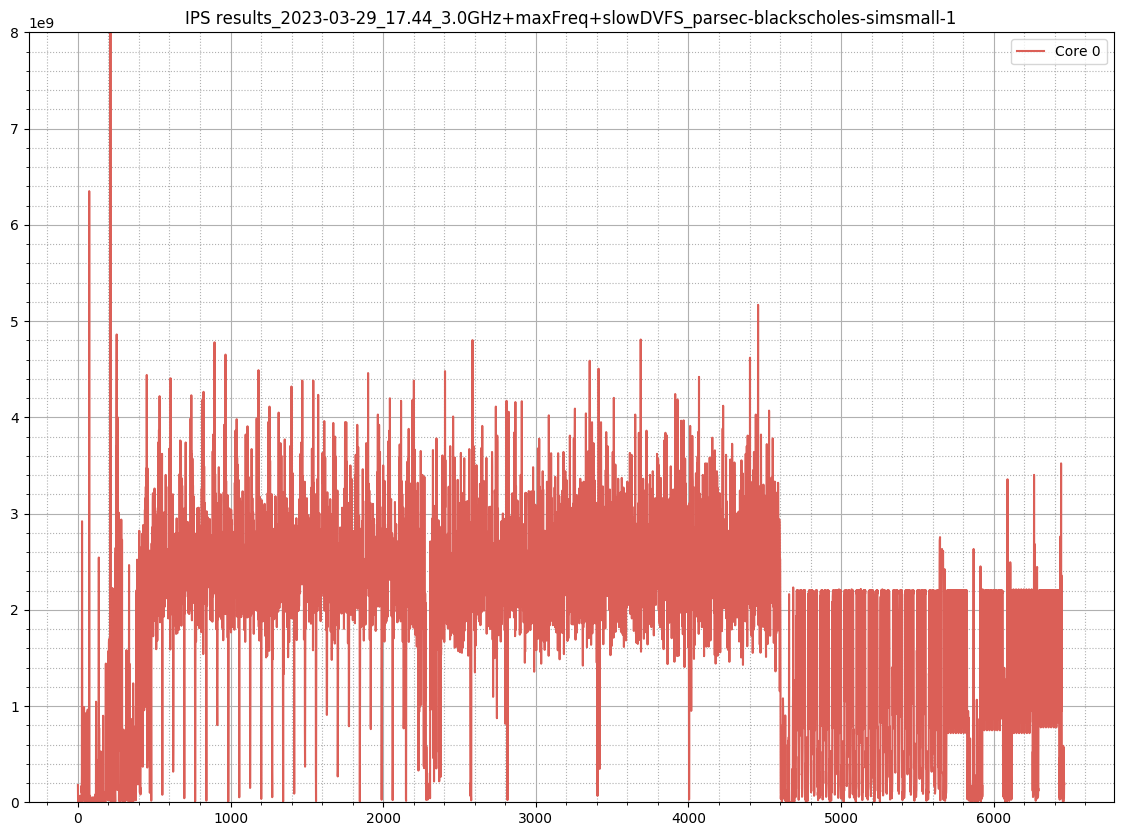 IPS results_2023-03-29_17.44_3.0GHz+maxFreq+slowDVFS_parsec-blackscholes-simsmall-1
1e9
Core 0
8
7
6
5
4
3
2
1
0
0 1000 2000 3000 4000 5000 6000